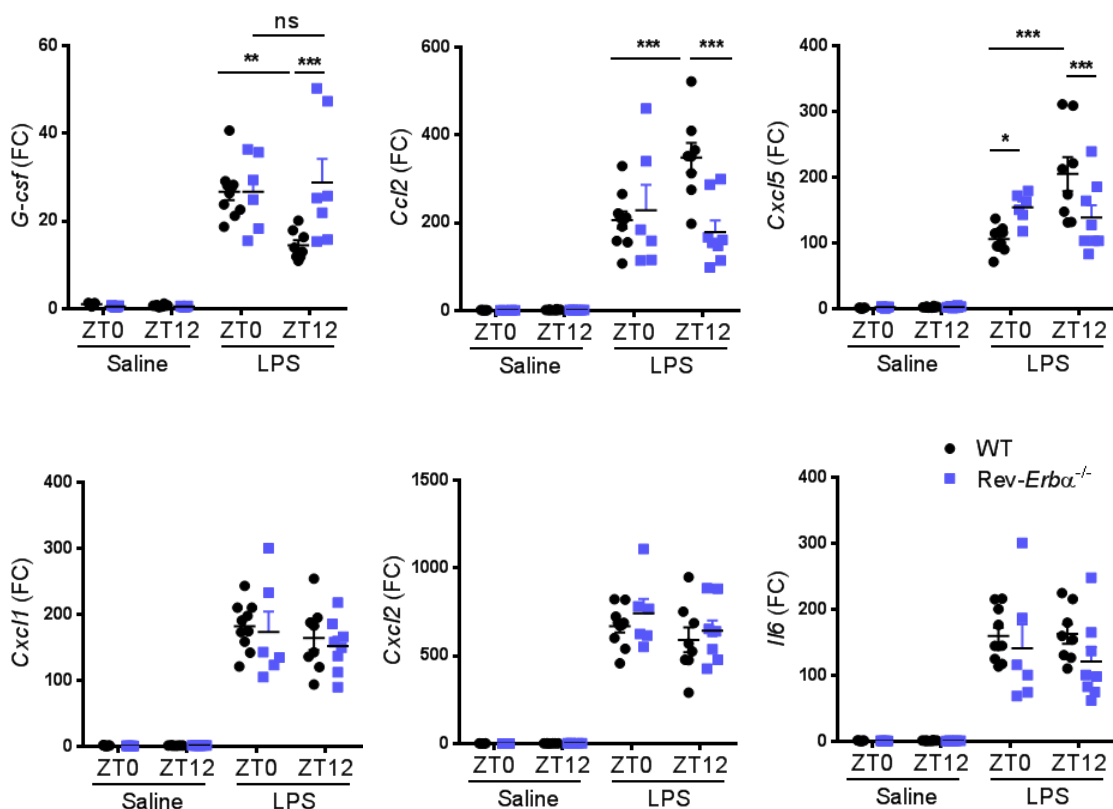 ns
** ***
G-csf (FC)
60
40
20
0
ZT0 ZT12 ZT0 ZT12
Saline LPS
*** ***
Ccl2 (FC)
600
400
200
0
ZT0 ZT12 ZT0 ZT12
Saline LPS
***
***
*
Cxcl5 (FC)
400
300
200
100
0
ZT0 ZT12 ZT0 ZT12
Saline LPS
Cxcl1 (FC)
400
300
200
100
0
ZT0 ZT12 ZT0 ZT12
Saline LPS
Cxcl2 (FC)
1500
1000
500
0
ZT0 ZT12 ZT0 ZT12
Saline LPS
WT
Rev-Erbα-/-
Il6 (FC)
400
300
200
100
0
ZT0 ZT12 ZT0 ZT12
Saline LPS